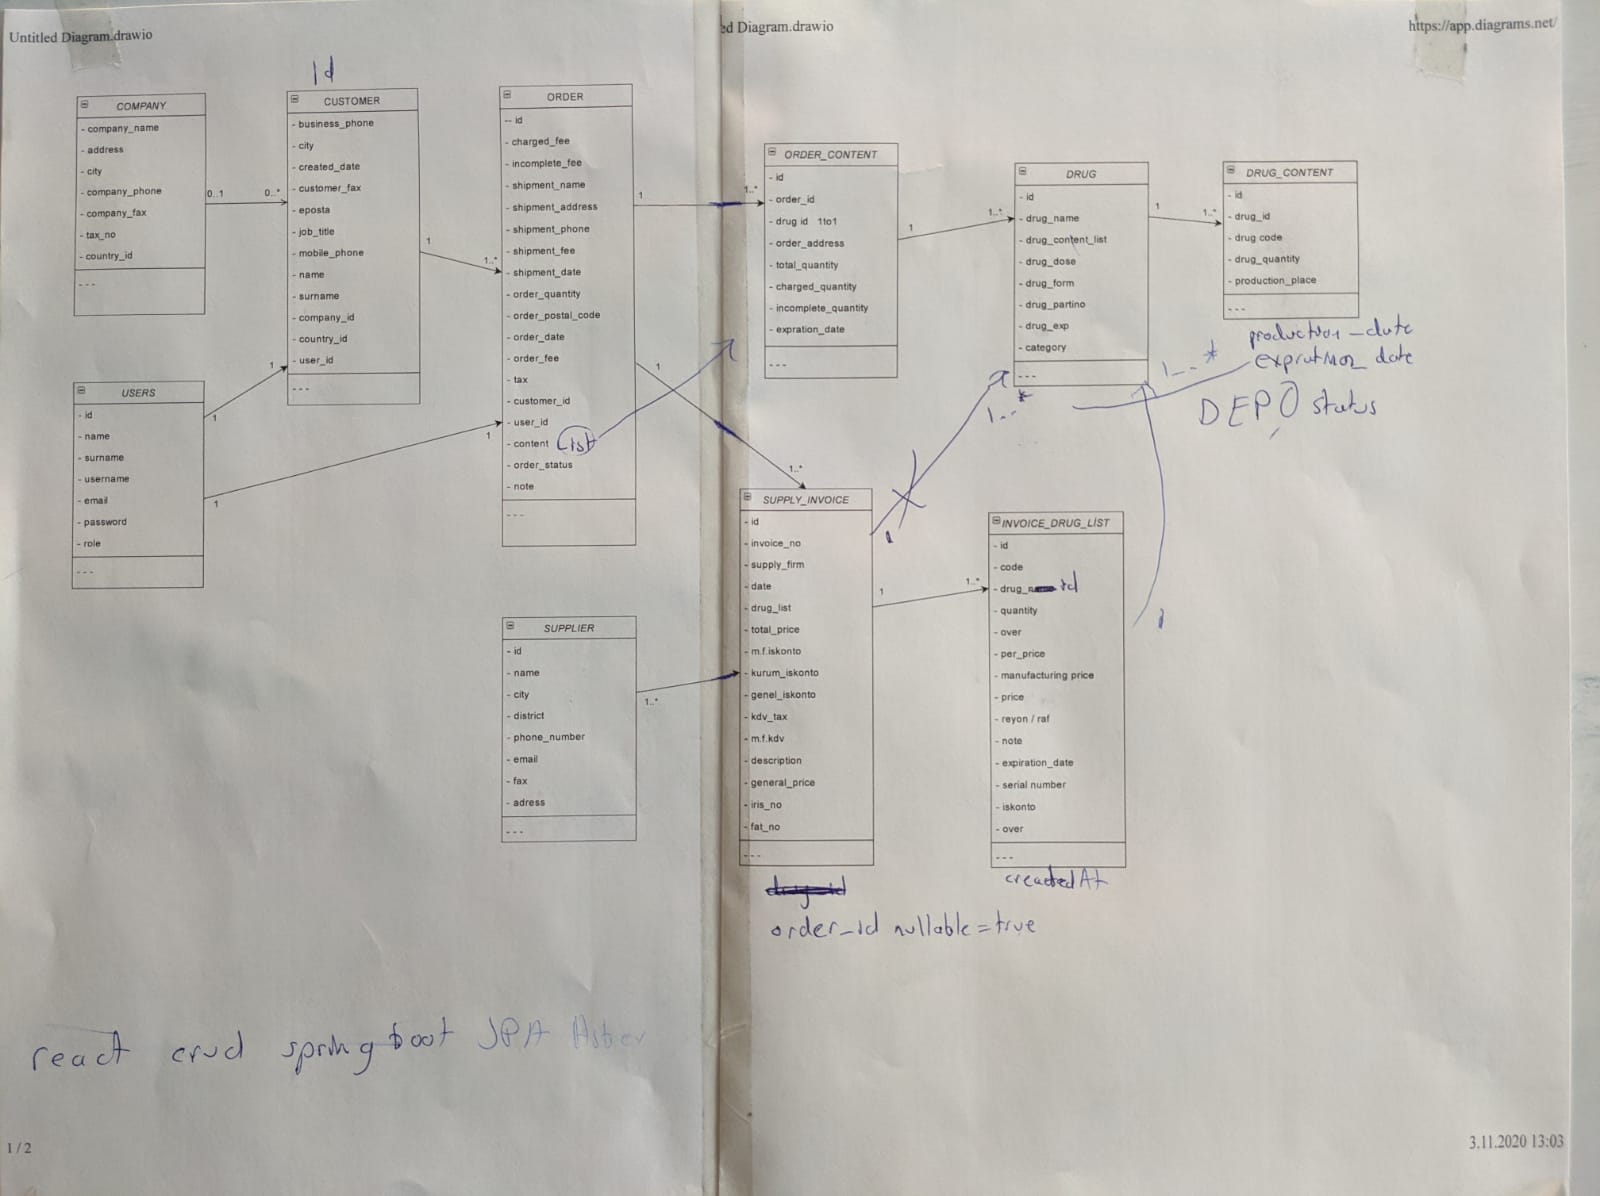 Untitled Diagram.drawio
ed Diagram.drawio
https://app.diagrams.net/
COMPANY
- company_name
- address
- city
- company_phone
- company_fax
- tax_no
- country_id
- - -
0..1
0..*
Id
CUSTOMER
- business_phone
- city
- created_date
- customer_fax
- eposta
- job_title
- mobile_phone
- name
- surname
- company_id
- country_id
- user_id
- - -
1
1..*
USERS
- id
- name
- surname
- username
- email
- password
- role
- - -
1
1
1
1
ORDER
-- id
- charged_fee
- incomplete_fee
- shipment_name
- shipment_address
- shipment_phone
- shipment_fee
- shipment_date
- order_quantity
- order_postal_code
- order_date
- order_fee
- tax
- customer_id
- user_id
- content List
- order_status
- note
- - -
1
1..*
1
1..*
SUPPLIER
- id
- name
- city
- district
- phone_number
- email
- fax
- adress
- - -
1..*
ORDER_CONTENT
- id
- order_id
- drug id 1to1
- order_address
- total_quantity
- charged_quantity
- incomplete_quantity
- expration_date
- - -
1
1..*
DRUG
- id
- drug_name
- drug_content_list
- drug_dose
- drug_form
- drug_partino
- drug_exp
- category
- - -
1
1..*
DRUG_CONTENT
- id
- drug_id
- drug code
- drug_quantity
- production_place
- - -
production_date
1..*
1..*
DEPO status
SUPPLY_INVOICE
- id
- invoice_no
- supply_firm
- date
- drug_list
- total_price
- m.f.iskonto
- kurum_iskonto
- genel_iskonto
- kdv_tax
- m.f.kdv
- description
- general_price
- iris_no
- fat_no
- - -
order_id nullable = true
1
1
1..*
INVOICE_DRUG_LIST
- id
- code
- drug_ id
- quantity
- over
- per_price
- manufacturing price
- price
- reyon / raf
- note
- expiration_date
- serial number
- iskonto
- over
- - -
1
react crud spring boot JPA
1 / 2
3.11.2020 13:03